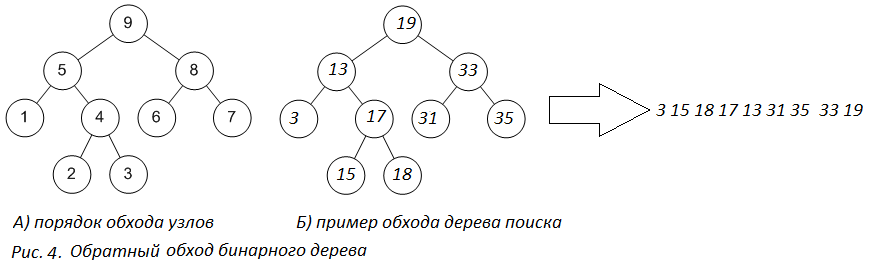 9 19
5 8 13 33
1 4 6 7 3 17 31 35 3 15 18 17 13 31 35 33 19
2 3 15 18
А) порядок обхода узлов Б) пример обхода дерева поиска
Рис. 4. Обратный обход бинарного дерева